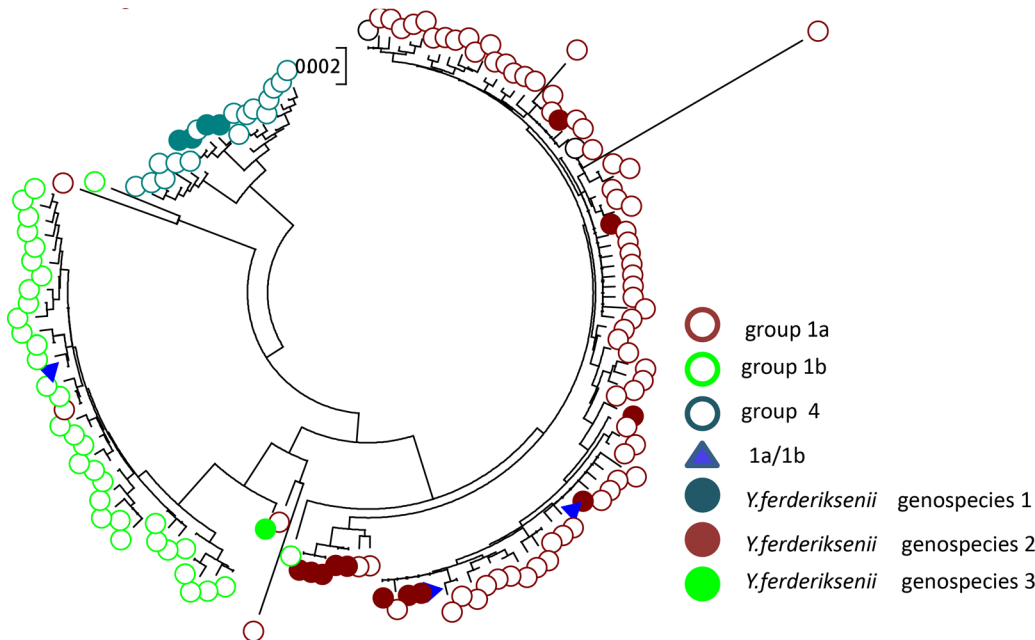 0002
group 1a
group 1b
group 4
1a/1b
Y.ferderiksenii genospecies 1
Y.ferderiksenii genospecies 2
Y.ferderiksenii genospecies 3